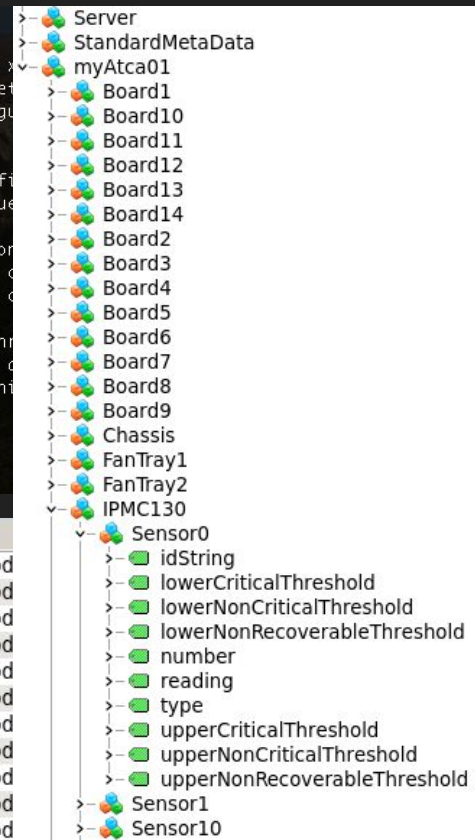 Server
StandardMetaData
myAtca01
Board1
Board10
Board11
Board12
Board13
Board14
Board2
Board3
Board4
Board5
Board6
Board7
Board8
Board9
Chassis
FanTray1
FanTray2
IPMC130
Sensor0
idString
lowerCriticalThreshold
lowerNonCriticalThreshold
lowerNonRecoverableThreshold
number
reading
type
upperCriticalThreshold
upperNonCriticalThreshold
upperNonRecoverableThreshold
Sensor1
Sensor10